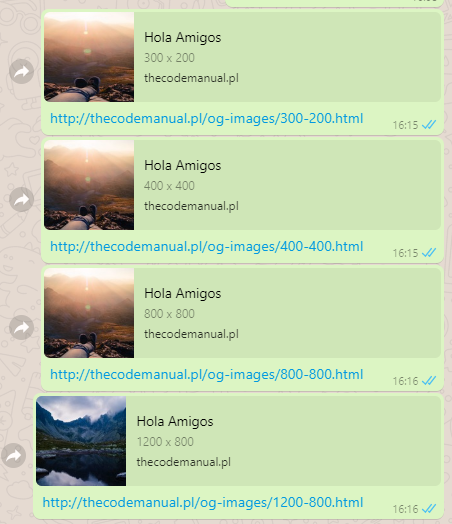 Hola Amigos
300 x 200
thecodemanual.pl
http://thecodemanual.pl/og-images/300-200.html
16:15
Hola Amigos
400 x 400
thecodemanual.pl
http://thecodemanual.pl/og-images/400-400.html
16:15
Hola Amigos
800 x 800
thecodemanual.pl
http://thecodemanual.pl/og-images/800-800.html
16:16
Hola Amigos
1200 x 800
thecodemanual.pl
http://thecodemanual.pl/og-images/1200-800.html
16:16